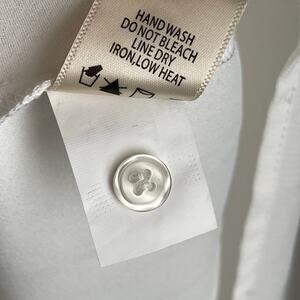 HAND WASH
DO NOT BLEACH
LINE DRY
IRON,LOW HEAT